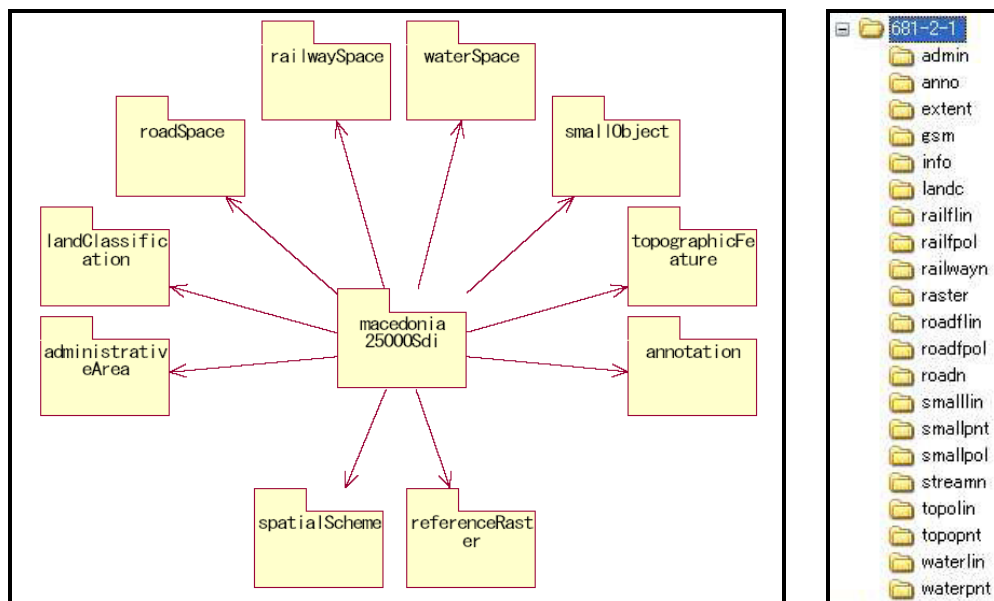 railwaySpace
waterSpace
roadSpace
smallObject
landClassific
ation
topographicFe
ature
macedonia
25000Sdi
administrativ
eArea
annotation
spatialScheme
referenceRast
er
681-2-1
admin
anno
extent
gsm
info
landc
railflin
railfpol
railwayn
raster
roadflin
roadfpol
roadn
smalllin
smallpnt
smallpol
streamn
topolin
topopnt
waterlin
waterpnt